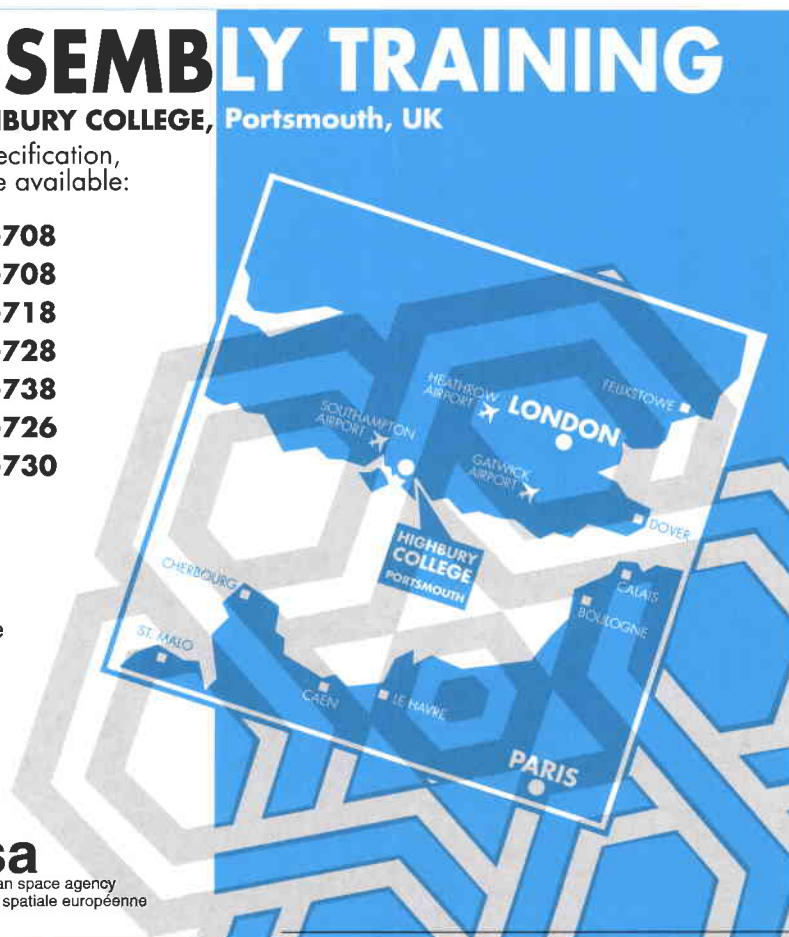 SEMBLY TRAINING
HBURY COLLEGE, Portsmouth, UK
ecification,
e available:
-708
-708
-718
-728
-738
-726
-730
e
HEATHROW
AIRPORT
FELIXSTOWE
LONDON
SOUTHAMPTON
AIRPORT
GATWICK
AIRPORT
DOVER
HIGHBURY
COLLEGE
PORTSMOUTH
CHERBOURG
CALAIS
BOULOGNE
ST. MALO
CAEN
LE HAVRE
PARIS
sa
an space agency
spatiale européenne